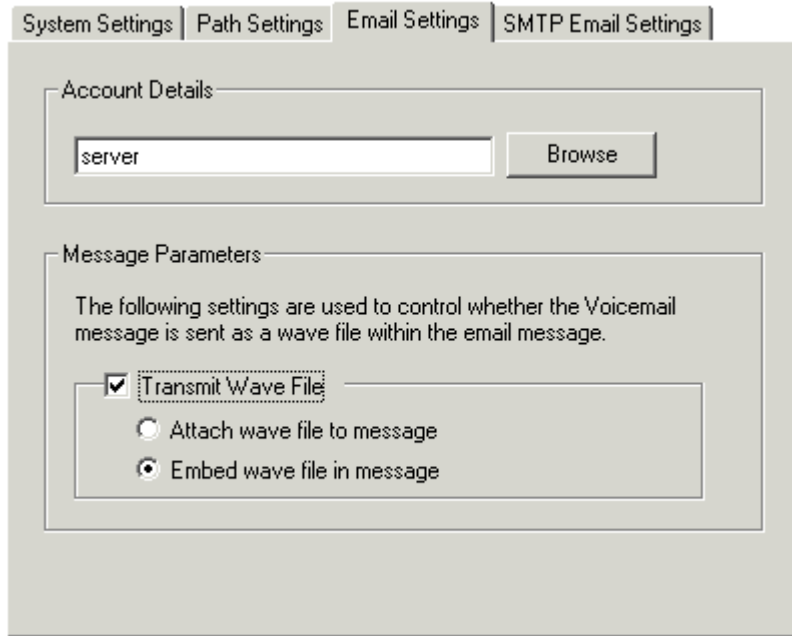 System Settings Path Settings Email Settings SMTP Email Settings
Account Details
server Browse
Message Parameters
The following settings are used to control whether the Voicemail
message is sent as a wave file within the email message.
Transmit Wave File
Attach wave file to message
Embed wave file in message